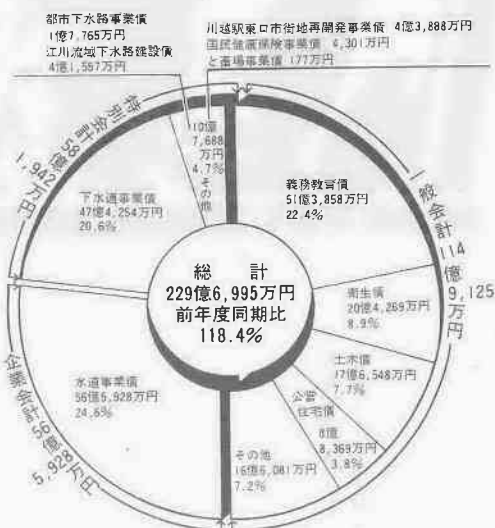 都市下水路事業債
1億7,765万円
江川流域下水路建設債
4億1,557万円
川越駅東口市街地再開発事業債 4億3,888万円
国民健康保険事業債 4,301万円
と畜場事業債 177万円
特別会計58億1,942万円
10億
7,688
万円
4.7%
その他
下水道事業債
47億4,254万円
20.6%
義務教育債
51億3,858万円
22.4%
一般会計114億9,125万円
総計
229億6,995万円
前年度同期比
118.4%
衛生債
20億4,269万円
8.9%
土木債
17億6,548万円
7.7%
公営
住宅債
8億
8,369万円
3.8%
その他
16億6,081万円
7.2%
水道事業債
56億5,928万円
24.6%
企業会計56億5,928万円